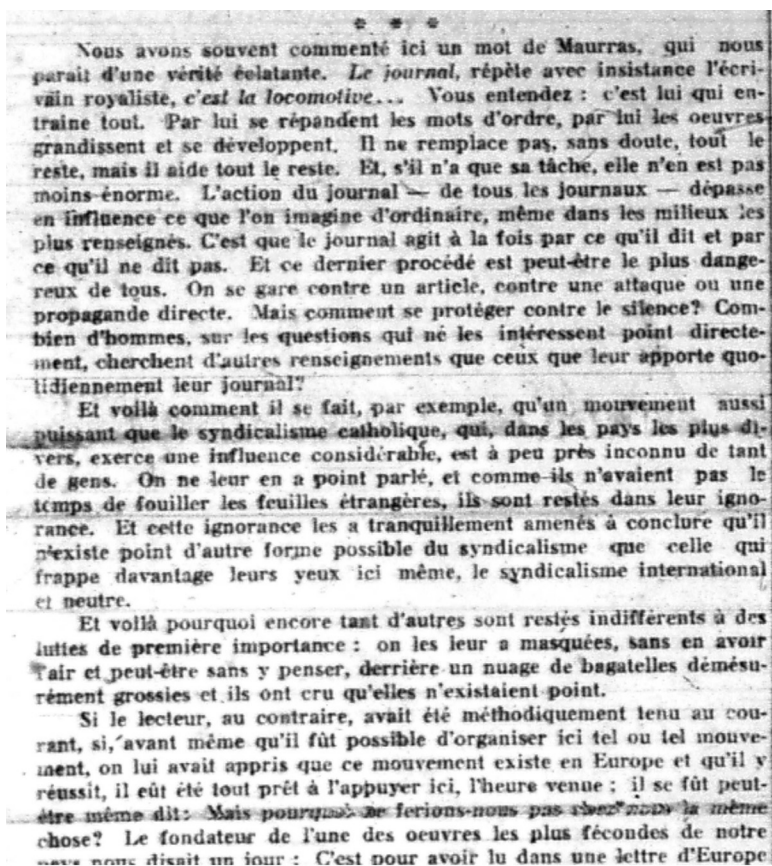 * * *
Nous avons souvent commenté ici un mot de Maurras, qui nous
parait d'une vérité éclatante. Le journal, répète avec insistance l'écri-
vain royaliste, c'est la locomotive... Vous entendez : c'est lui qui en-
traine tout. Par lui se répandent les mots d'ordre, par lui les oeuvres
grandissent et se développent. Il ne remplace pas, sans doute, tout le
reste, mais il aide tout le reste. Et, s'il n'a que sa tâche, elle n'en est pas
moins énorme. L'action du journal — de tous les journaux — dépasse
en influence ce que l'on imagine d'ordinaire, même dans les milieux les
plus renseignés. C'est que le journal agit à la fois par ce qu'il dit et par
ce qu'il ne dit pas. Et ce dernier procédé est peut-être le plus dange-
reux de tous. On se gare contre un article, contre une attaque ou une
propagande directe. Mais comment se protéger contre le silence? Com-
bien d'hommes, sur les questions qui né les intéressent point directe-
ment, cherchent d'autres renseignements que ceux que leur apporte quo-
tidiennement leur journal?
Et voilà comment il se fait, par exemple, qu'un mouvement aussi
puissant que le syndicalisme catholique, qui, dans les pays les plus di-
vers, exerce une influence considérable, est à peu près inconnu de tant
de gens. On ne leur en a point parlé, et comme ils n'avaient pas le
temps de fouiller les feuilles étrangères, ils sont restés dans leur igno-
rance. Et cette ignorance les a tranquillement amenés à conclure qu'il
n'existe point d'autre forme possible du syndicalisme que celle qui
frappe davantage leurs yeux ici même, le syndicalisme international
et neutre.
Et voilà pourquoi encore tant d'autres sont restés indifférents à des
luttes de première importance : on les leur a masquées, sans en avoir
l'air et peut-être sans y penser, derrière un nuage de bagatelles démésu-
rément grossies et ils ont cru qu'elles n'existaient point.
Si le lecteur, au contraire, avait été méthodiquement tenu au cou-
rant, si, avant même qu'il fût possible d'organiser ici tel ou tel mouve-
ment, on lui avait appris que ce mouvement existe en Europe et qu'il y
réussit, il eût été tout prêt à l'appuyer ici, l'heure venue ; il se fût peut-
être même dit: Mais pourquoi ne ferions-nous pas chez nous la même
chose? Le fondateur de l'une des oeuvres les plus fécondes de notre
pays nous disait un jour : C'est pour avoir lu dans une lettre d'Europe